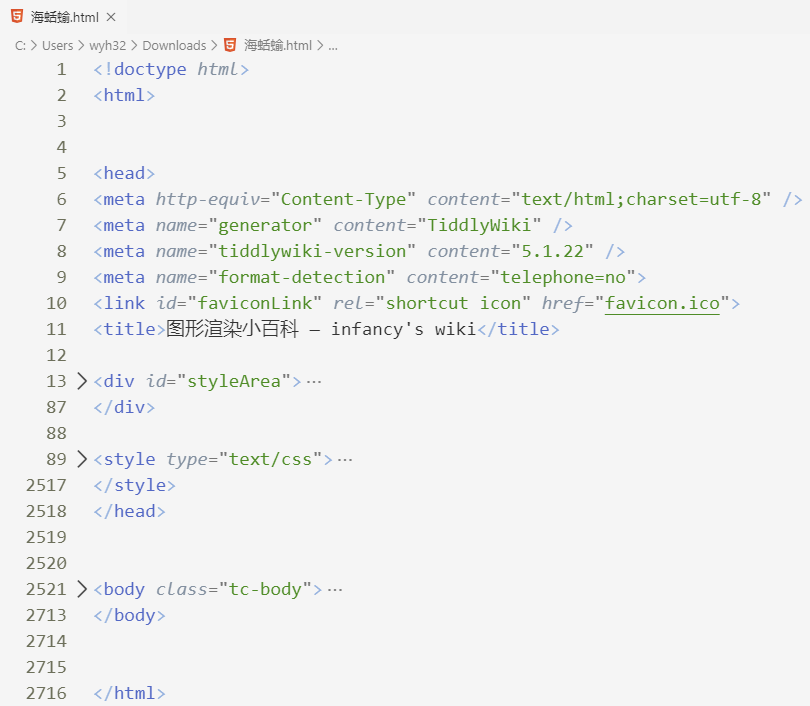 海蛞蝓.html ×
C: > Users > wyh32 > Downloads > 海蛞蝓.html > ...
1 <!doctype html>
2 <html>
3
4
5 <head>
6 <meta http-equiv="Content-Type" content="text/html;charset=utf-8" />
7 <meta name="generator" content="TiddlyWiki" />
8 <meta name="tiddlywiki-version" content="5.1.22" />
9 <meta name="format-detection" content="telephone=no">
10 <link id="faviconLink" rel="shortcut icon" href="favicon.ico">
11 <title>图形渲染小百科 — infancy's wiki</title>
12
13 <div id="styleArea">…
87 </div>
88
89 <style type="text/css">…
2517 </style>
2518 </head>
2519
2520
2521 <body class="tc-body">…
2713 </body>
2714
2715
2716 </html>